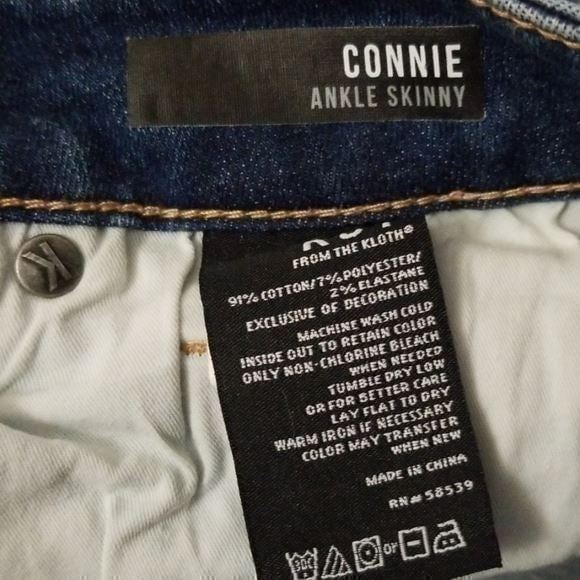 CONNIE
ANKLE SKINNY
K
FROM THE KLOTH®
91% COTTON/7% POLYESTER/
2% ELASTANE
EXCLUSIVE OF DECORATION
MACHINE WASH COLD
INSIDE OUT TO RETAIN COLOR
ONLY NON-CHLORINE BLEACH
WHEN NEEDED
TUMBLE DRY LOW
OR FOR BETTER CARE
LAY FLAT TO DRY
WARM IRON IF NECESSARY
COLOR MAY TRANSFER
WHEN NEW
MADE IN CHINA
RN# 58539
30C or